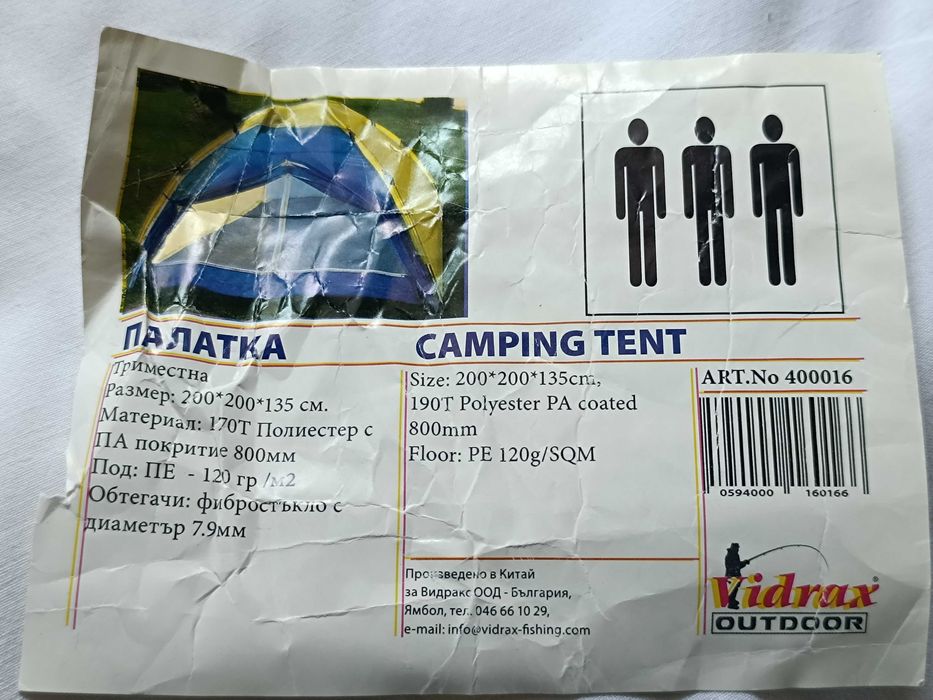 ПАЛАТКА
Триместна
Размер: 200*200*135 см.
Материал: 170T Полиестер с
ПА покритие 800мм
Под: ПЕ - 120 гр /м2
Обтегачи: фибростъкло с
диаметър 7.9мм
CAMPING TENT
Size: 200*200*135cm,
190T Polyester PA coated
800mm
Floor: PE 120g/SQM
Произведено в Китай
за Видракс ООД - България,
Ямбол, тел. 046 66 10 29,
e-mail: info@vidrax-fishing.com
ART.No 400016
0594000 160166
Vidrax®
OUTDOOR